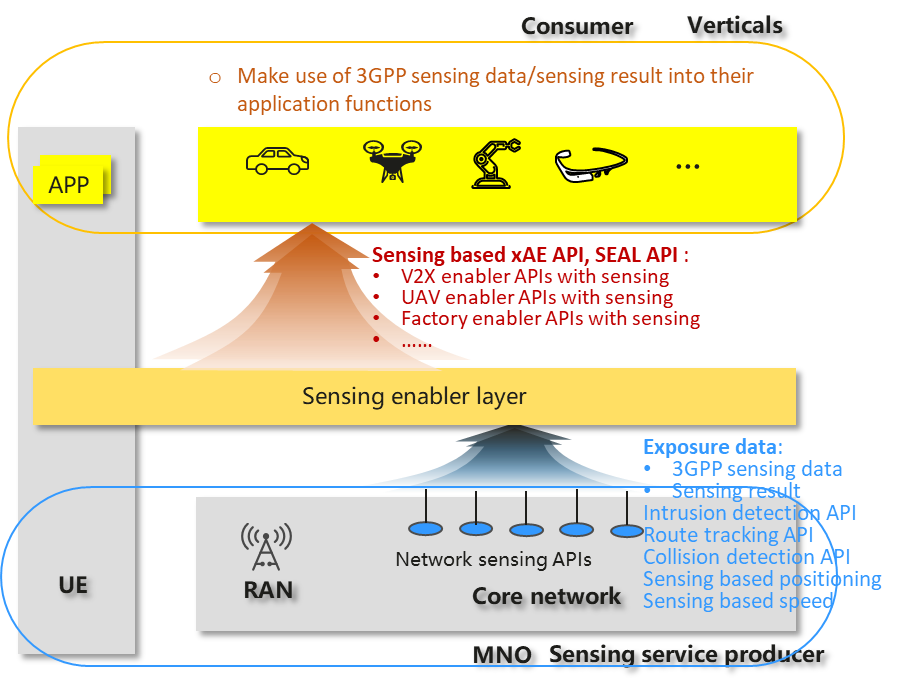 Consumer Verticals
○ Make use of 3GPP sensing data/sensing result into their
application functions
APP
...
Sensing based xAE API, SEAL API :
• V2X enabler APIs with sensing
• UAV enabler APIs with sensing
• Factory enabler APIs with sensing
• ……
Sensing enabler layer
Exposure data:
• 3GPP sensing data
• Sensing result
Intrusion detection API
Route tracking API
Collision detection API
Sensing based positioning
Sensing based speed
Network sensing APIs
UE
RAN
Core network
MNO Sensing service producer